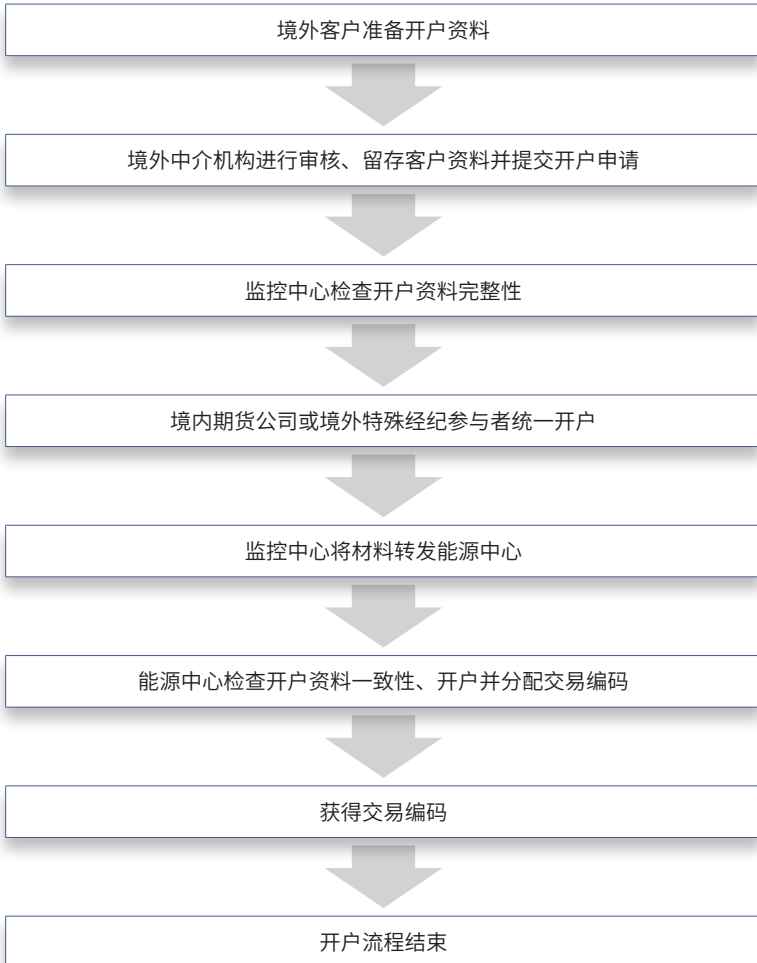 境外客户准备开户资料
境外中介机构进行审核、留存客户资料并提交开户申请
监控中心检查开户资料完整性
境内期货公司或境外特殊经纪参与者统一开户
监控中心将材料转发能源中心
能源中心检查开户资料一致性、开户并分配交易编码
获得交易编码
开户流程结束